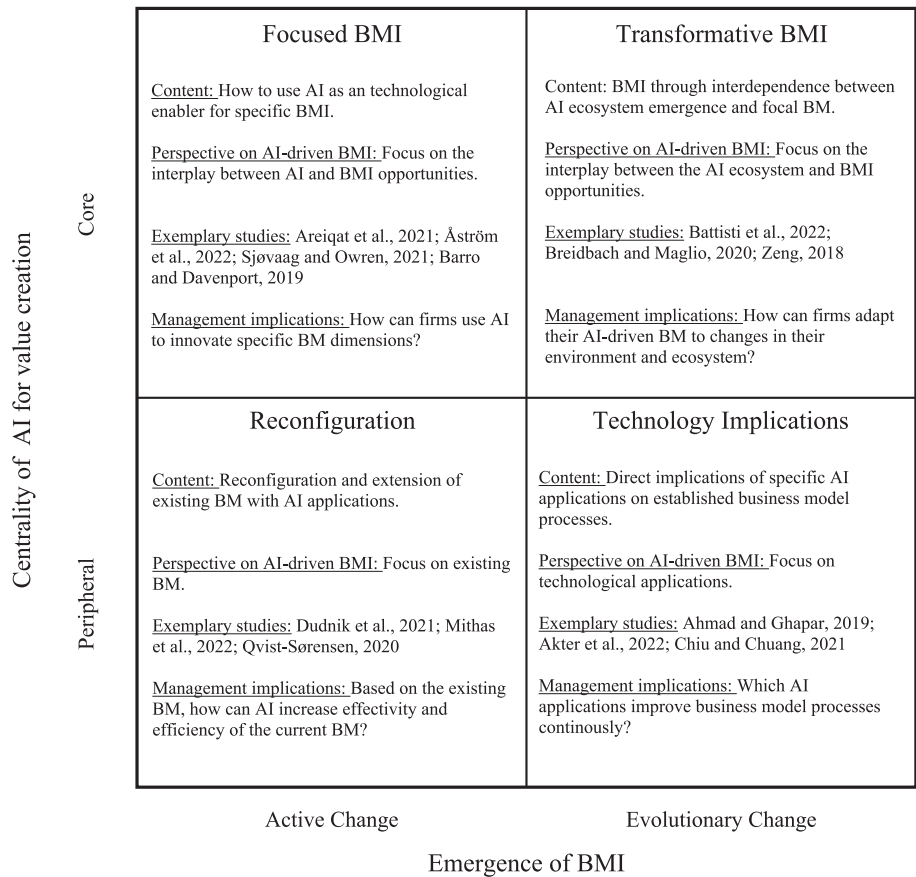 Focused BMI
Content: How to use AI as an technological
enabler for specific BMI.
Perspective on AI-driven BMI: Focus on the
interplay between AI and BMI opportunities.
Exemplary studies: Areiqat et al., 2021; Åström
et al., 2022; Sjøvaag and Owren, 2021; Barro
and Davenport, 2019
Management implications: How can firms use AI
to innovate specific BM dimensions?
Transformative BMI
Content: BMI through interdependence between
AI ecosystem emergence and focal BM.
Perspective on AI-driven BMI: Focus on the
interplay between the AI ecosystem and BMI
opportunities.
Exemplary studies: Battisti et al., 2022;
Breidbach and Maglio, 2020; Zeng, 2018
Management implications: How can firms adapt
their AI-driven BM to changes in their
environment and ecosystem?
Reconfiguration
Content: Reconfiguration and extension of
existing BM with AI applications.
Perspective on AI-driven BMI: Focus on existing
BM.
Exemplary studies: Dudnik et al., 2021; Mithas
et al., 2022; Qvist-Sørensen, 2020
Management implications: Based on the existing
BM, how can AI increase effectivity and
efficiency of the current BM?
Technology Implications
Content: Direct implications of specific AI
applications on established business model
processes.
Perspective on AI-driven BMI: Focus on
technological applications.
Exemplary studies: Ahmad and Ghapar, 2019;
Akter et al., 2022; Chiu and Chuang, 2021
Management implications: Which AI
applications improve business model processes
continously?
Centrality of AI for value creation
Core
Peripheral
Active Change
Evolutionary Change
Emergence of BMI